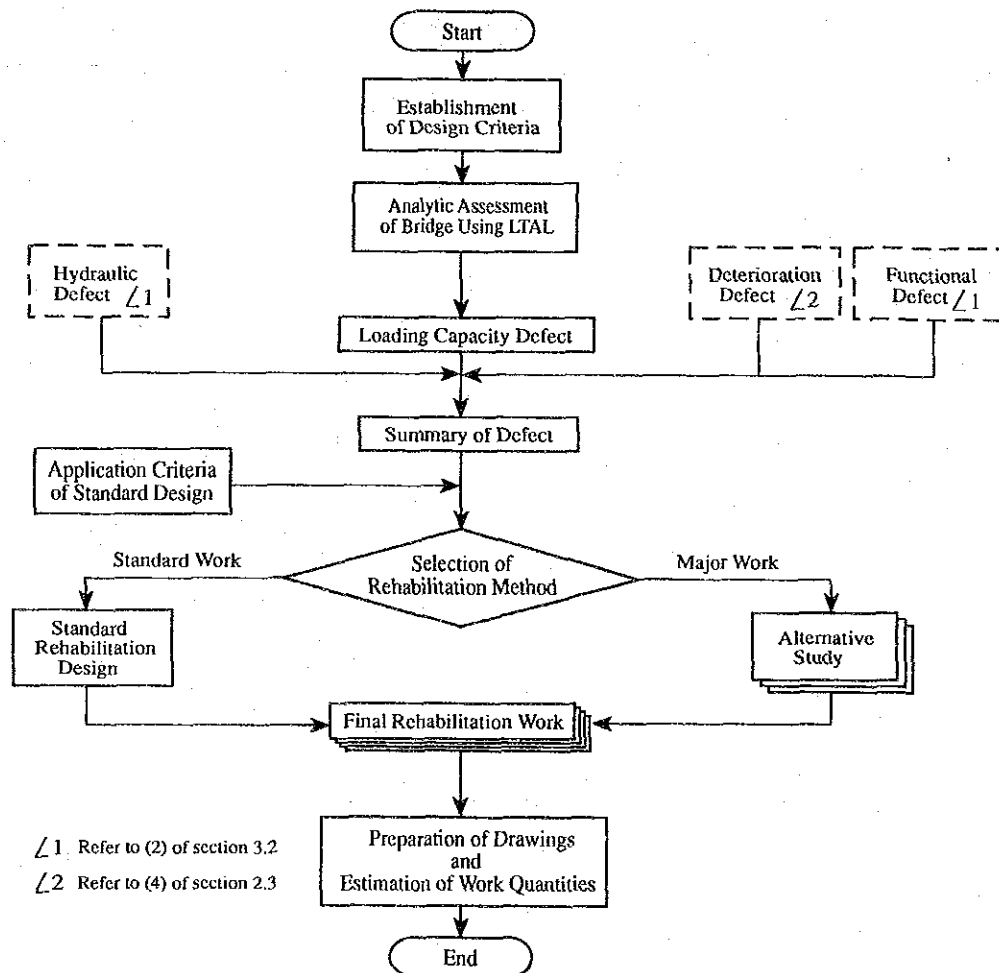 Start
Establishment
of Design Criteria
Analytic Assessment
of Bridge Using LTAL
Hydraulic
Defect ∠1
Deterioration
Defect ∠2
Functional
Defect ∠1
Loading Capacity Defect
Summary of Defect
Application Criteria
of Standard Design
Standard Work
Selection of
Rehabilitation Method
Major Work
Standard
Rehabilitation
Design
Alternative
Study
Final Rehabilitation Work
Preparation of Drawings
and
Estimation of Work Quantities
∠1 Refer to (2) of section 3.2
∠2 Refer to (4) of section 2.3
End